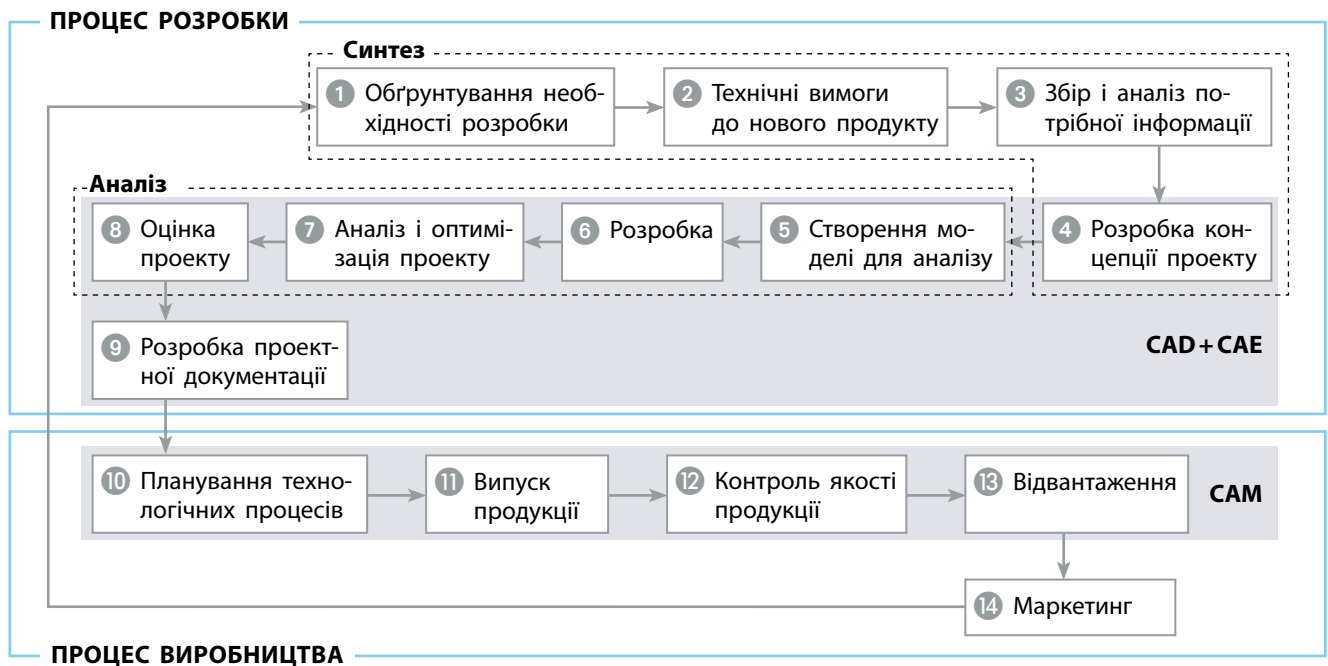 ПРОЦЕС РОЗРОБКИ
Синтез
1 Обґрунтування необ-
хідності розробки
2 Технічні вимоги
до нового продукту
3 Збір і аналіз по-
трібної інформації
Аналіз
8 Оцінка
проекту
7 Аналіз і оптимі-
зація проекту
6 Розробка
5 Створення мо-
делі для аналізу
4 Розробка кон-
цепції проекту
9 Розробка проект-
ної документації
CAD+CAE
10 Планування техно-
логічних процесів
11 Випуск
продукції
12 Контроль якості
продукції
13 Відвантаження
CAM
14 Маркетинг
ПРОЦЕС ВИРОБНИЦТВА